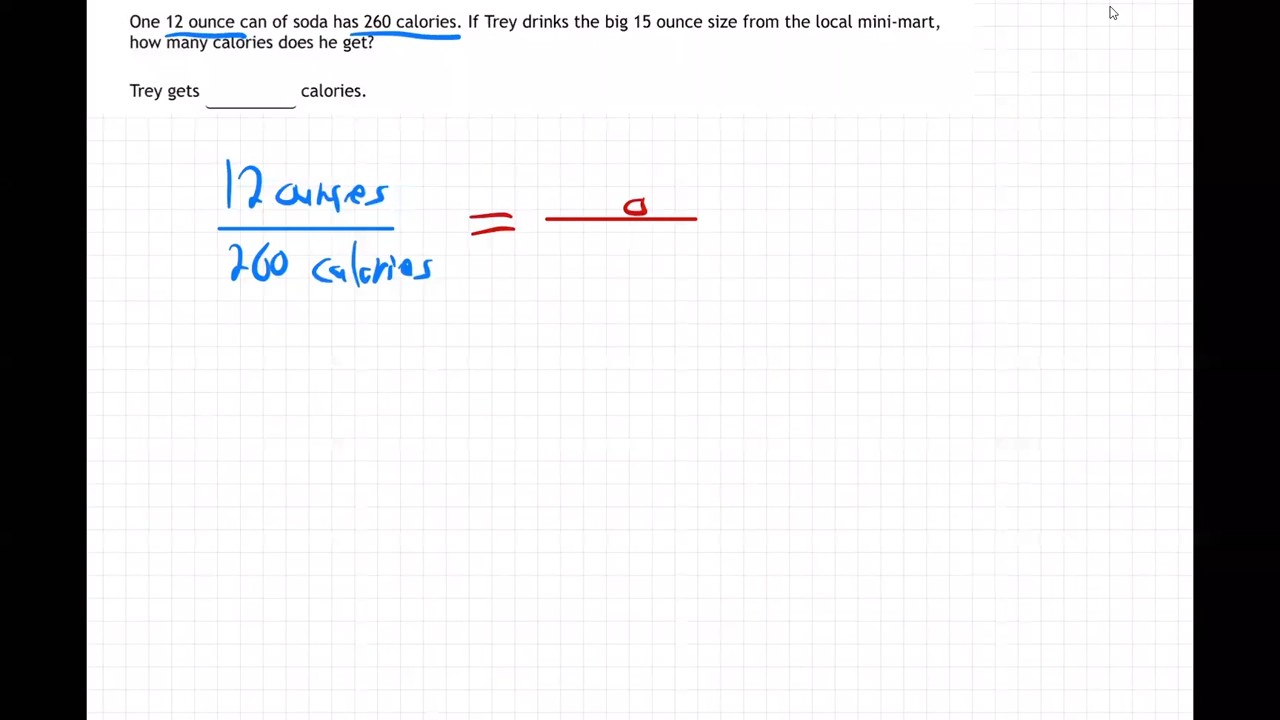 One 12 ounce can of soda has 260 calories. If Trey drinks the big 15 ounce size from the local mini-mart,
how many calories does he get?
Trey gets __________ calories.
12 ounces
260 calories
=
o